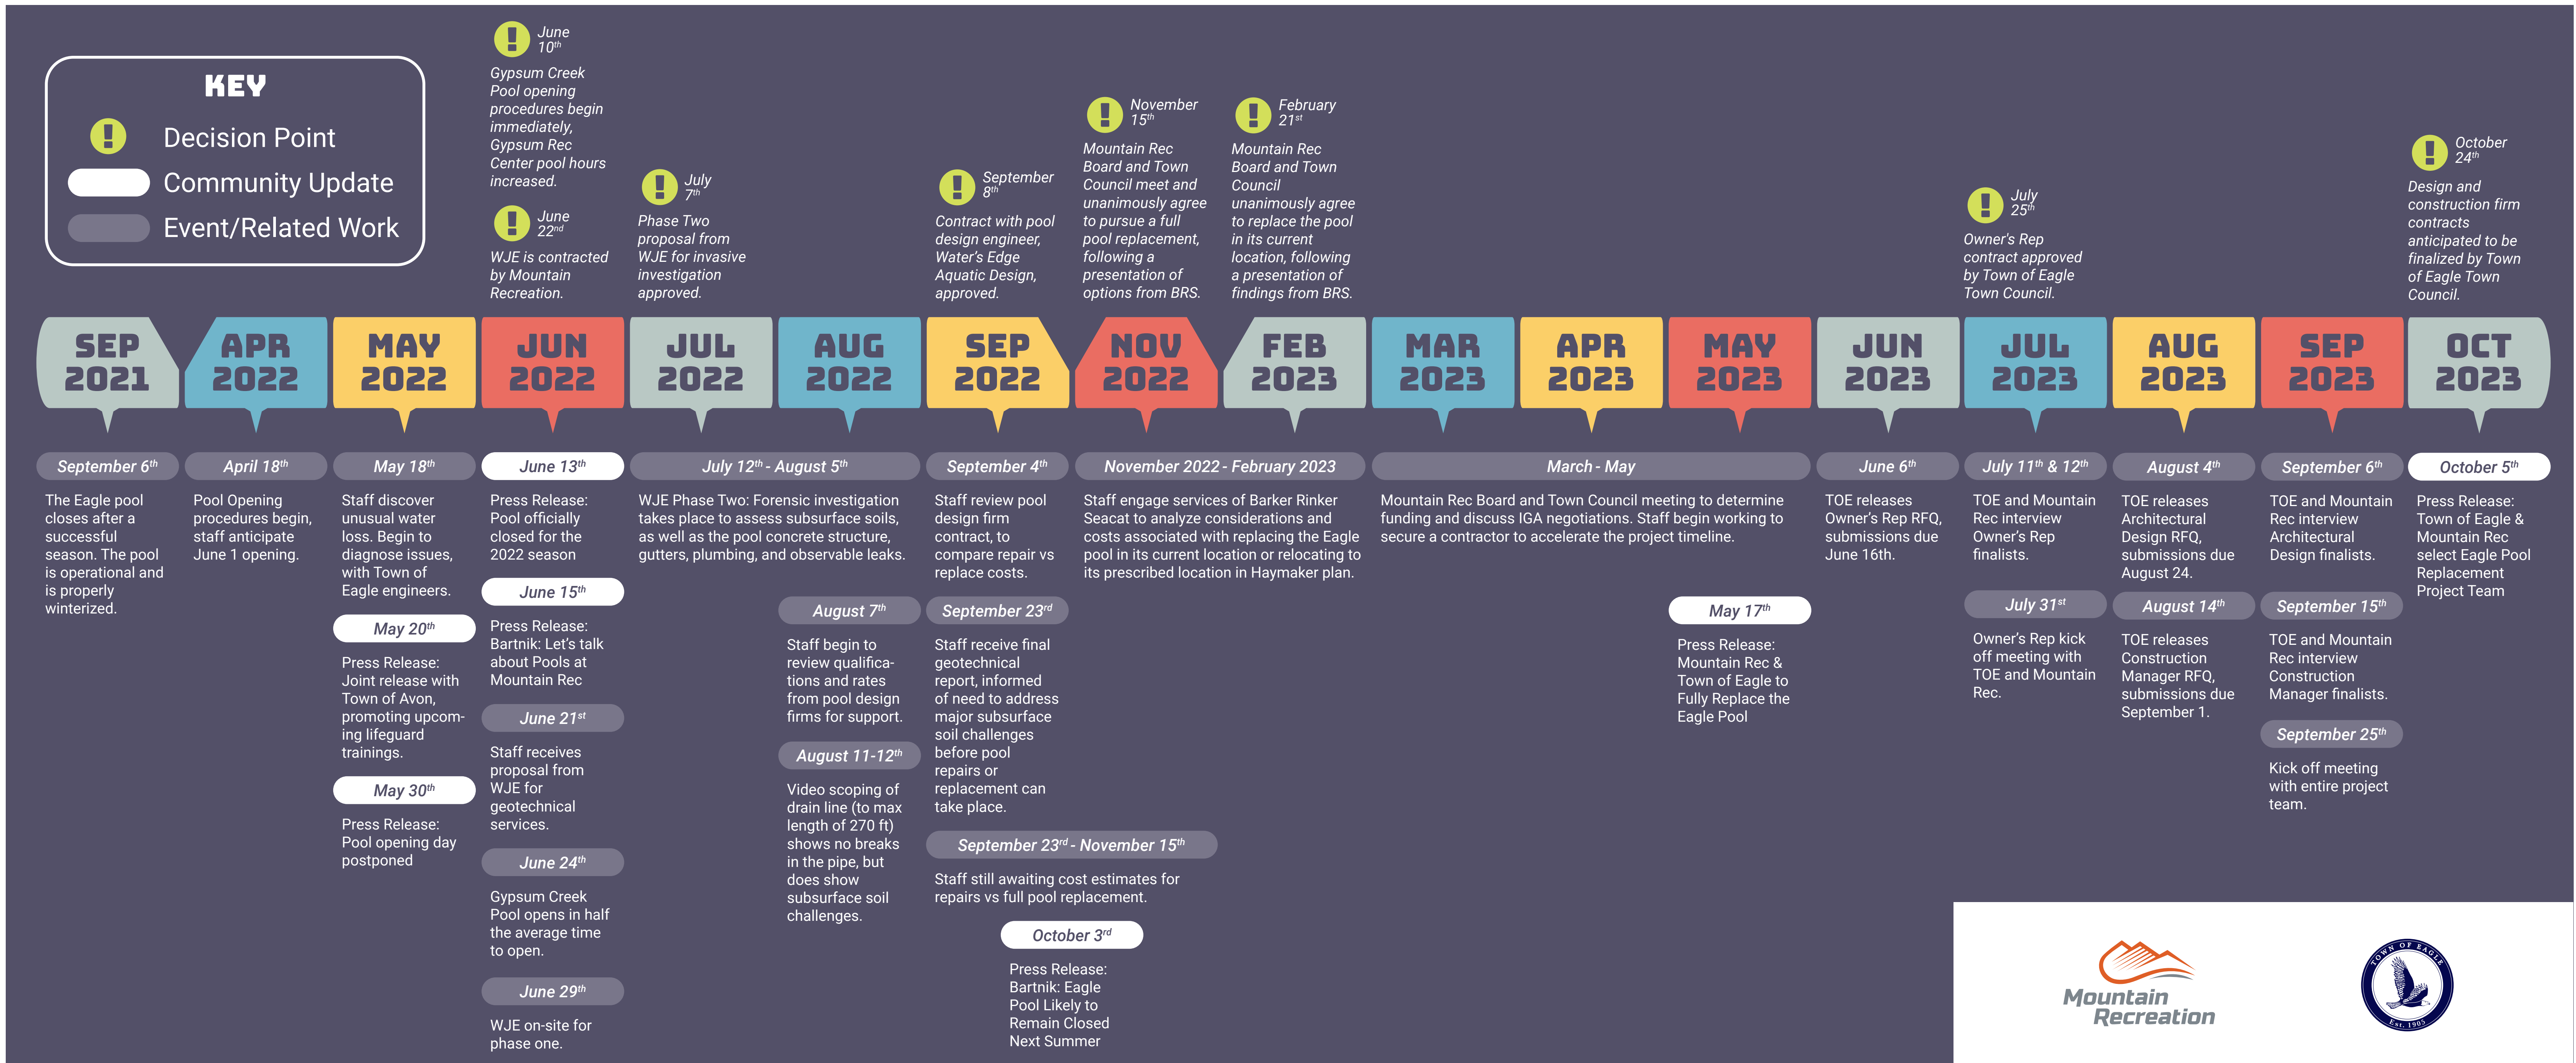 KEY
Decision Point
Community Update
Event/Related Work
June
10th
Gypsum Creek
Pool opening
procedures begin
immediately,
Gypsum Rec
Center pool hours
increased.
June
22nd
WJE is contracted
by Mountain
Recreation.
July
7th
Phase Two
proposal from
WJE for invasive
investigation
approved.
September
8th
Contract with pool
design engineer,
Water's Edge
Aquatic Design,
approved.
November
15th
Mountain Rec
Board and Town
Council meet and
unanimously agree
to pursue a full
pool replacement,
following a
presentation of
options from BRS.
February
21st
Mountain Rec
Board and Town
Council
unanimously agree
to replace the pool
in its current
location, following
a presentation of
findings from BRS.
July
25th
Owner's Rep
contract approved
by Town of Eagle
Town Council.
October
24th
Design and
construction firm
contracts
anticipated to be
finalized by Town
of Eagle Town
Council.
SEP
2021
APR
2022
MAY
2022
JUN
2022
JUL
2022
AUG
2022
SEP
2022
NOV
2022
FEB
2023
MAR
2023
APR
2023
MAY
2023
JUN
2023
JUL
2023
AUG
2023
SEP
2023
OCT
2023
September 6th
The Eagle pool
closes after a
successful
season. The pool
is operational and
is properly
winterized.
April 18th
Pool Opening
procedures begin,
staff anticipate
June 1 opening.
May 18th
Staff discover
unusual water
loss. Begin to
diagnose issues,
with Town of
Eagle engineers.
May 20th
Press Release:
Joint release with
Town of Avon,
promoting upcom-
ing lifeguard
trainings.
May 30th
Press Release:
Pool opening day
postponed
June 13th
Press Release:
Pool officially
closed for the
2022 season
June 15th
Press Release:
Bartnik: Let's talk
about Pools at
Mountain Rec
June 21st
Staff receives
proposal from
WJE for
geotechnical
services.
June 24th
Gypsum Creek
Pool opens in half
the average time
to open.
June 29th
WJE on-site for
phase one.
July 12th - August 5th
WJE Phase Two: Forensic investigation
takes place to assess subsurface soils,
as well as the pool concrete structure,
gutters, plumbing, and observable leaks.
August 7th
Staff begin to
review qualifica-
tions and rates
from pool design
firms for support.
August 11-12th
Video scoping of
drain line (to max
length of 270 ft)
shows no breaks
in the pipe, but
does show
subsurface soil
challenges.
September 4th
Staff review pool
design firm
contract, to
compare repair vs
replace costs.
September 23rd
Staff receive final
geotechnical
report, informed
of need to address
major subsurface
soil challenges
before pool
repairs or
replacement can
take place.
September 23rd - November 15th
Staff still awaiting cost estimates for
repairs vs full pool replacement.
October 3rd
Press Release:
Bartnik: Eagle
Pool Likely to
Remain Closed
Next Summer
November 2022 - February 2023
Staff engage services of Barker Rinker
Seacat to analyze considerations and
costs associated with replacing the Eagle
pool in its current location or relocating to
its prescribed location in Haymaker plan.
March - May
Mountain Rec Board and Town Council meeting to determine
funding and discuss IGA negotiations. Staff begin working to
secure a contractor to accelerate the project timeline.
May 17th
Press Release:
Mountain Rec &
Town of Eagle to
Fully Replace the
Eagle Pool
June 6th
TOE releases
Owner's Rep RFQ,
submissions due
June 16th.
July 11th & 12th
TOE and Mountain
Rec interview
Owner's Rep
finalists.
July 31st
Owner's Rep kick
off meeting with
TOE and Mountain
Rec.
August 4th
TOE releases
Architectural
Design RFQ,
submissions due
August 24.
August 14th
TOE releases
Construction
Manager RFQ,
submissions due
September 1.
September 6th
TOE and Mountain
Rec interview
Architectural
Design finalists.
September 15th
TOE and Mountain
Rec interview
Construction
Manager finalists.
September 25th
Kick off meeting
with entire project
team.
October 5th
Press Release:
Town of Eagle &
Mountain Rec
select Eagle Pool
Replacement
Project Team
Mountain
Recreation
TOWN OF EAGLE
Est. 1905